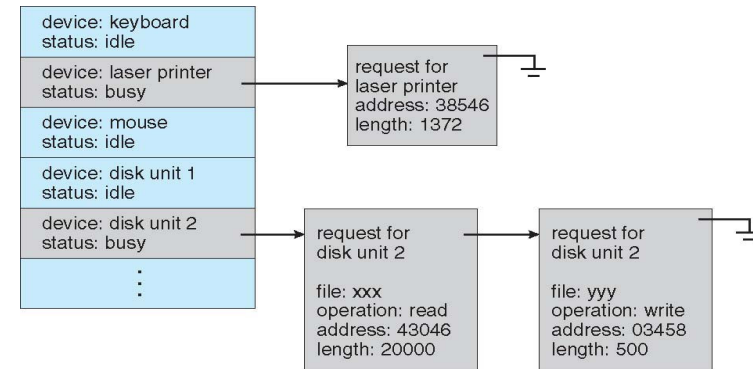 device: keyboard
status: idle
device: laser printer
status: busy
device: mouse
status: idle
device: disk unit 1
status: idle
device: disk unit 2
status: busy
request for
laser printer
address: 38546
length: 1372
request for
disk unit 2
file: xxx
operation: read
address: 43046
length: 20000
request for
disk unit 2
file: yyy
operation: write
address: 03458
length: 500